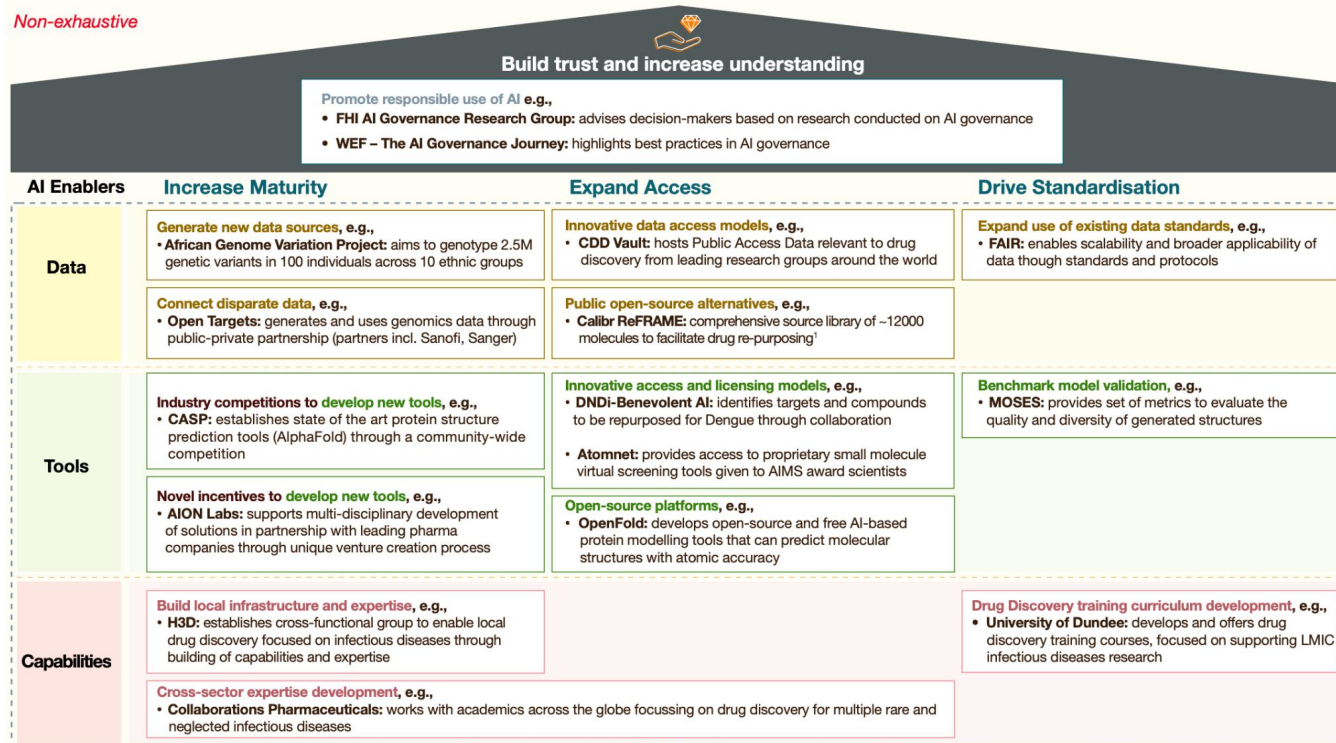 Non-exhaustive
Build trust and increase understanding
Promote responsible use of AI e.g.,
• FHI AI Governance Research Group: advises decision-makers based on research conducted on AI governance
• WEF – The AI Governance Journey: highlights best practices in AI governance
AI Enablers
Increase Maturity
Expand Access
Drive Standardisation
Data
Generate new data sources, e.g.,
• African Genome Variation Project: aims to genotype 2.5M
genetic variants in 100 individuals across 10 ethnic groups
Connect disparate data, e.g.,
• Open Targets: generates and uses genomics data through
public-private partnership (partners incl. Sanofi, Sanger)
Innovative data access models, e.g.,
• CDD Vault: hosts Public Access Data relevant to drug
discovery from leading research groups around the world
Public open-source alternatives, e.g.,
• Calibr ReFRAME: comprehensive source library of ~12000
molecules to facilitate drug re-purposing¹
Expand use of existing data standards, e.g.,
• FAIR: enables scalability and broader applicability of
data though standards and protocols
Tools
Industry competitions to develop new tools, e.g.,
• CASP: establishes state of the art protein structure
prediction tools (AlphaFold) through a community-wide
competition
Novel incentives to develop new tools, e.g.,
• AION Labs: supports multi-disciplinary development
of solutions in partnership with leading pharma
companies through unique venture creation process
Innovative access and licensing models, e.g.,
• DNDi-Benevolent AI: identifies targets and compounds
to be repurposed for Dengue through collaboration
• Atomnet: provides access to proprietary small molecule
virtual screening tools given to AIMS award scientists
Open-source platforms, e.g.,
• OpenFold: develops open-source and free AI-based
protein modelling tools that can predict molecular
structures with atomic accuracy
Benchmark model validation, e.g.,
• MOSES: provides set of metrics to evaluate the
quality and diversity of generated structures
Capabilities
Build local infrastructure and expertise, e.g.,
• H3D: establishes cross-functional group to enable local
drug discovery focused on infectious diseases through
building of capabilities and expertise
Drug Discovery training curriculum development, e.g.,
• University of Dundee: develops and offers drug
discovery training courses, focused on supporting LMIC
infectious diseases research
Cross-sector expertise development, e.g.,
• Collaborations Pharmaceuticals: works with academics across the globe focussing on drug discovery for multiple rare and
neglected infectious diseases